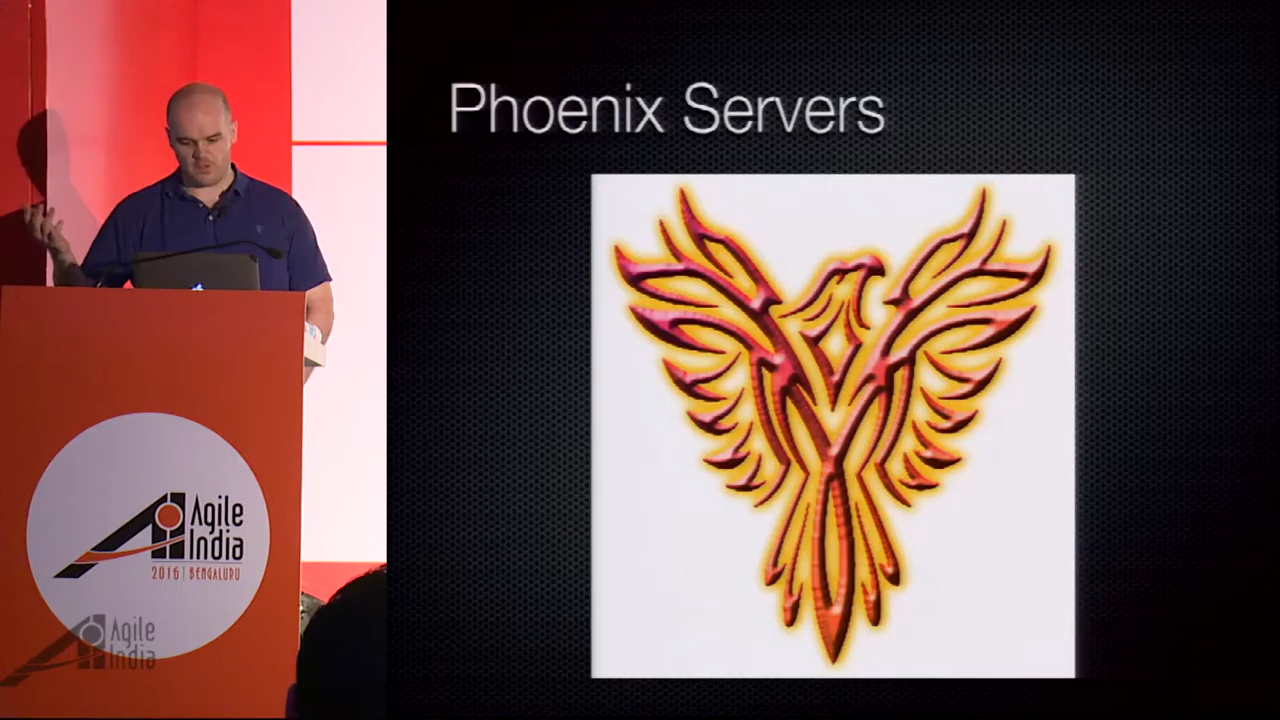 Phoenix Servers
Agile
India
2016 | BENGALURU
Agile
India